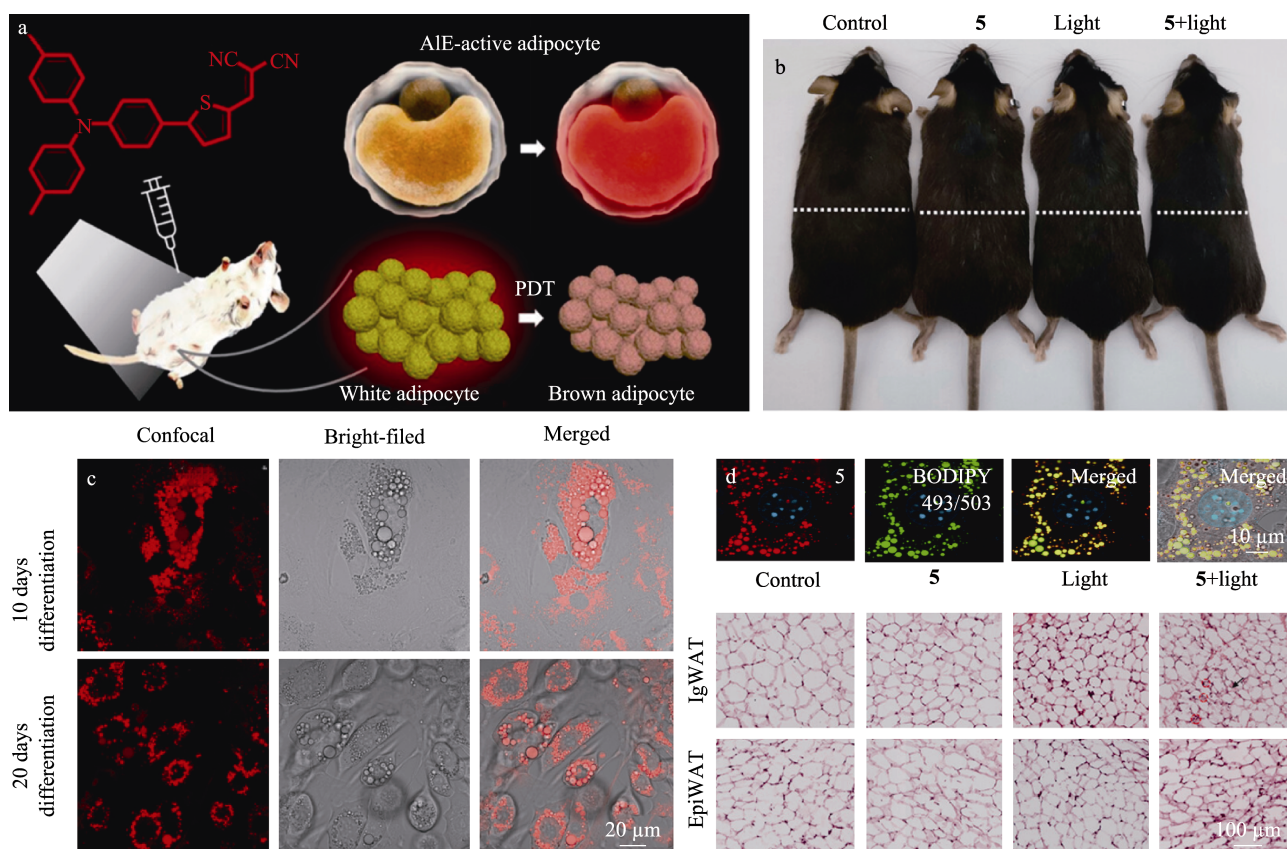 a
NC
CN
S
N
AIE-active adipocyte
PDT
White adipocyte
Brown adipocyte
Control
5
Light
5+light
b
Confocal
Bright-filed
Merged
c
10 days
differentiation
20 days
differentiation
20 µm
d
5
BODIPY
493/503
Merged
Merged
10 µm
Control
5
Light
5+light
IgWAT
EpiWAT
100 µm